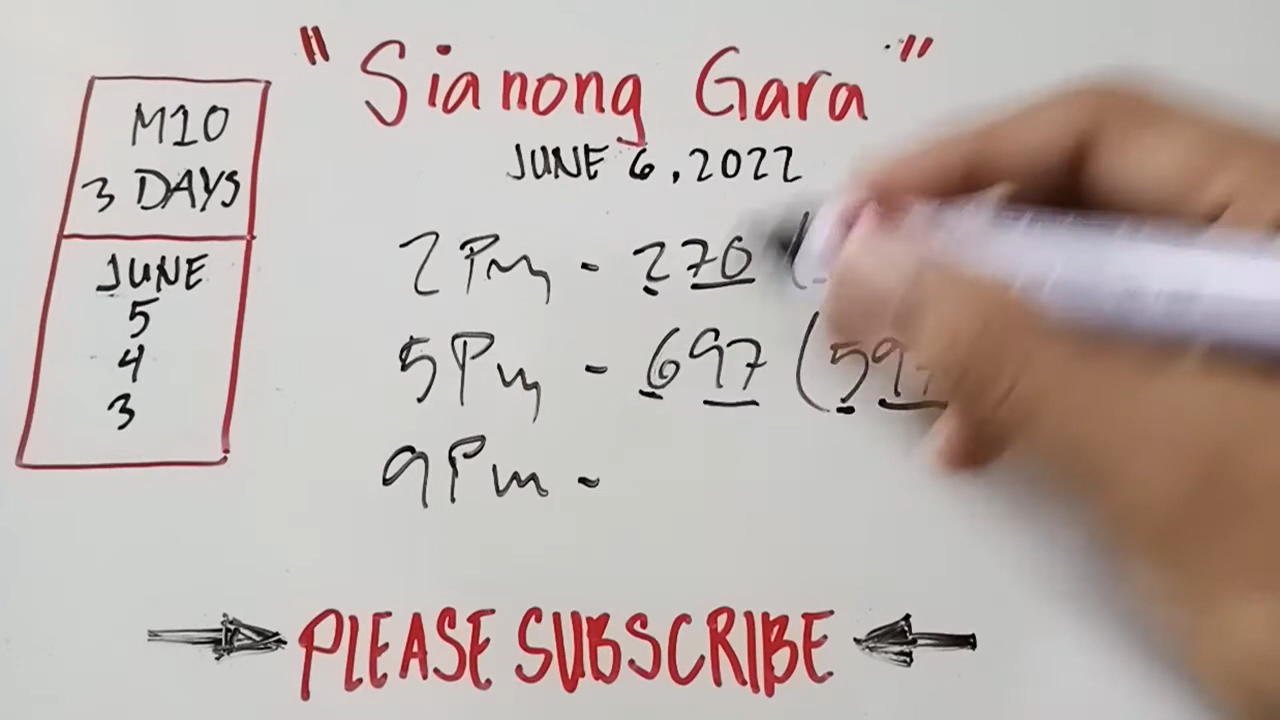 "Sianong Gara"
JUNE 6, 2022
M10
3 DAYS
JUNE
5
4
3
2Pm - 270 (
5Pm - 697 (597
9Pm -
PLEASE SUBSCRIBE